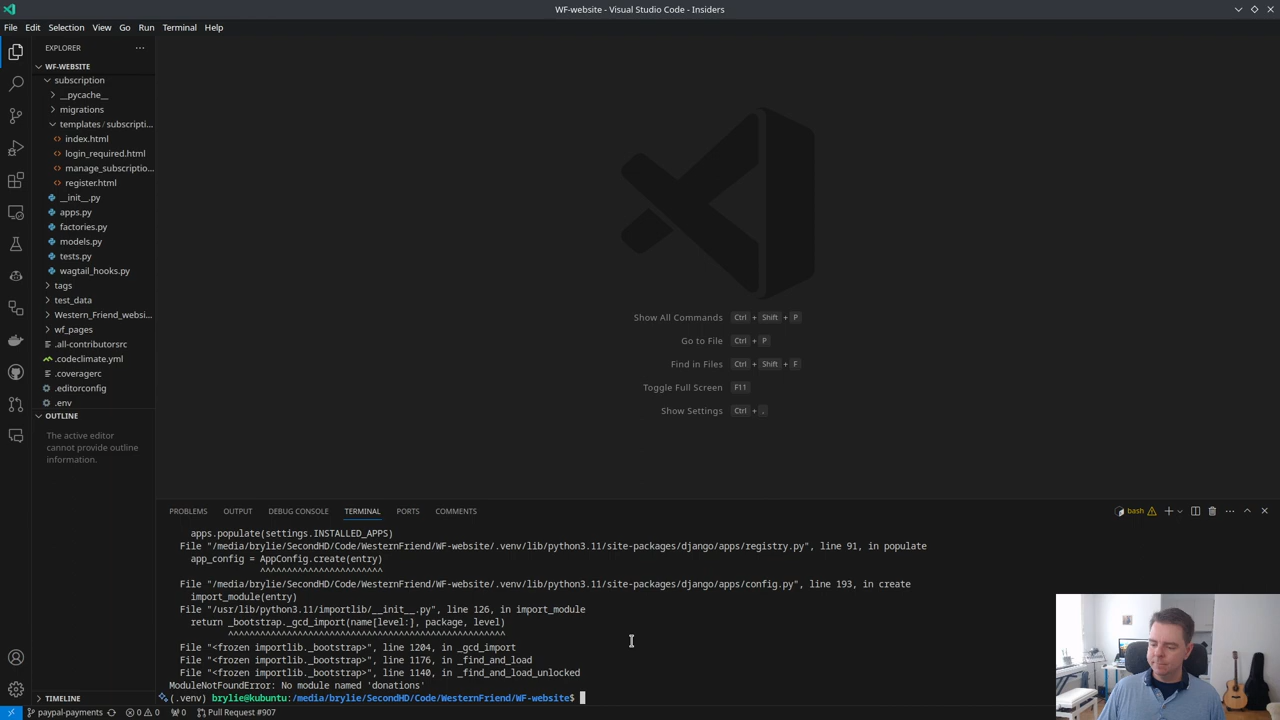 WF-website - Visual Studio Code - Insiders
File Edit Selection View Go Run Terminal Help
EXPLORER
WF-WEBSITE
subscription
__pycache__
migrations
templates / subscripti...
index.html
login_required.html
manage_subscriptio...
register.html
__init__.py
apps.py
factories.py
models.py
tests.py
wagtail_hooks.py
tags
test_data
Western_Friend_websi...
wf_pages
.all-contributorsrc
.codeclimate.yml
.coveragerc
.editorconfig
.env
OUTLINE
The active editor
cannot provide outline
information.
TIMELINE
Show All Commands Ctrl + Shift + P
Go to File Ctrl + P
Find in Files Ctrl + Shift + F
Toggle Full Screen F11
Show Settings Ctrl + ,
PROBLEMS OUTPUT DEBUG CONSOLE TERMINAL PORTS COMMENTS
bash
apps.populate(settings.INSTALLED_APPS)
File "/media/brylie/SecondHD/Code/WesternFriend/WF-website/.venv/lib/python3.11/site-packages/django/apps/registry.py", line 91, in populate
app_config = AppConfig.create(entry)
^^^^^^^^^^^^^^^^^^^^^^^
File "/media/brylie/SecondHD/Code/WesternFriend/WF-website/.venv/lib/python3.11/site-packages/django/apps/config.py", line 193, in create
import_module(entry)
File "/usr/lib/python3.11/importlib/__init__.py", line 126, in import_module
return _bootstrap._gcd_import(name[level:], package, level)
^^^^^^^^^^^^^^^^^^^^^^^^^^^^^^^^^^^^^^^^^^^^^^^^^^^^
File "<frozen importlib._bootstrap>", line 1204, in _gcd_import
File "<frozen importlib._bootstrap>", line 1176, in _find_and_load
File "<frozen importlib._bootstrap>", line 1140, in _find_and_load_unlocked
ModuleNotFoundError: No module named 'donations'
(.venv) brylie@kubuntu:/media/brylie/SecondHD/Code/WesternFriend/WF-website$
paypal-payments 0 0 0 Pull Request #907